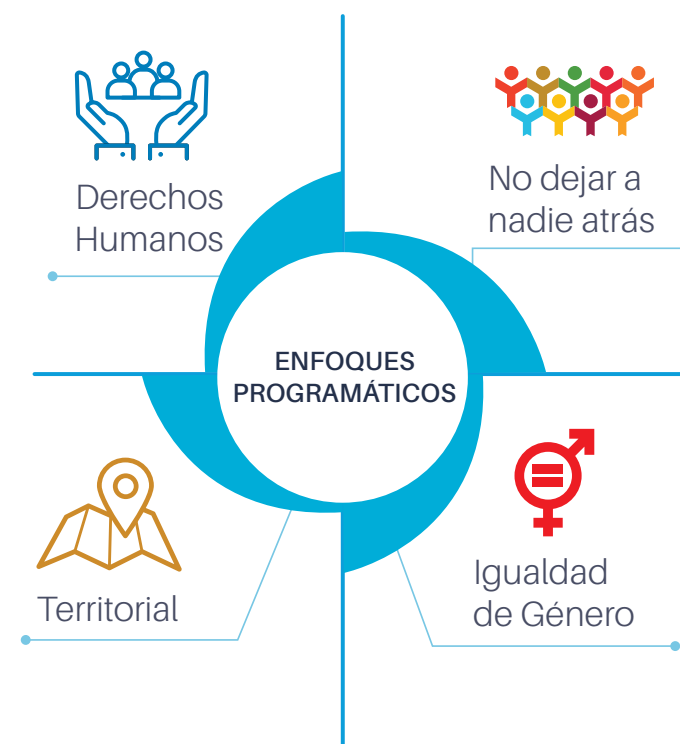 Derechos
Humanos
No dejar a
nadie atrás
ENFOQUES
PROGRAMÁTICOS
Territorial
Igualdad
de Género